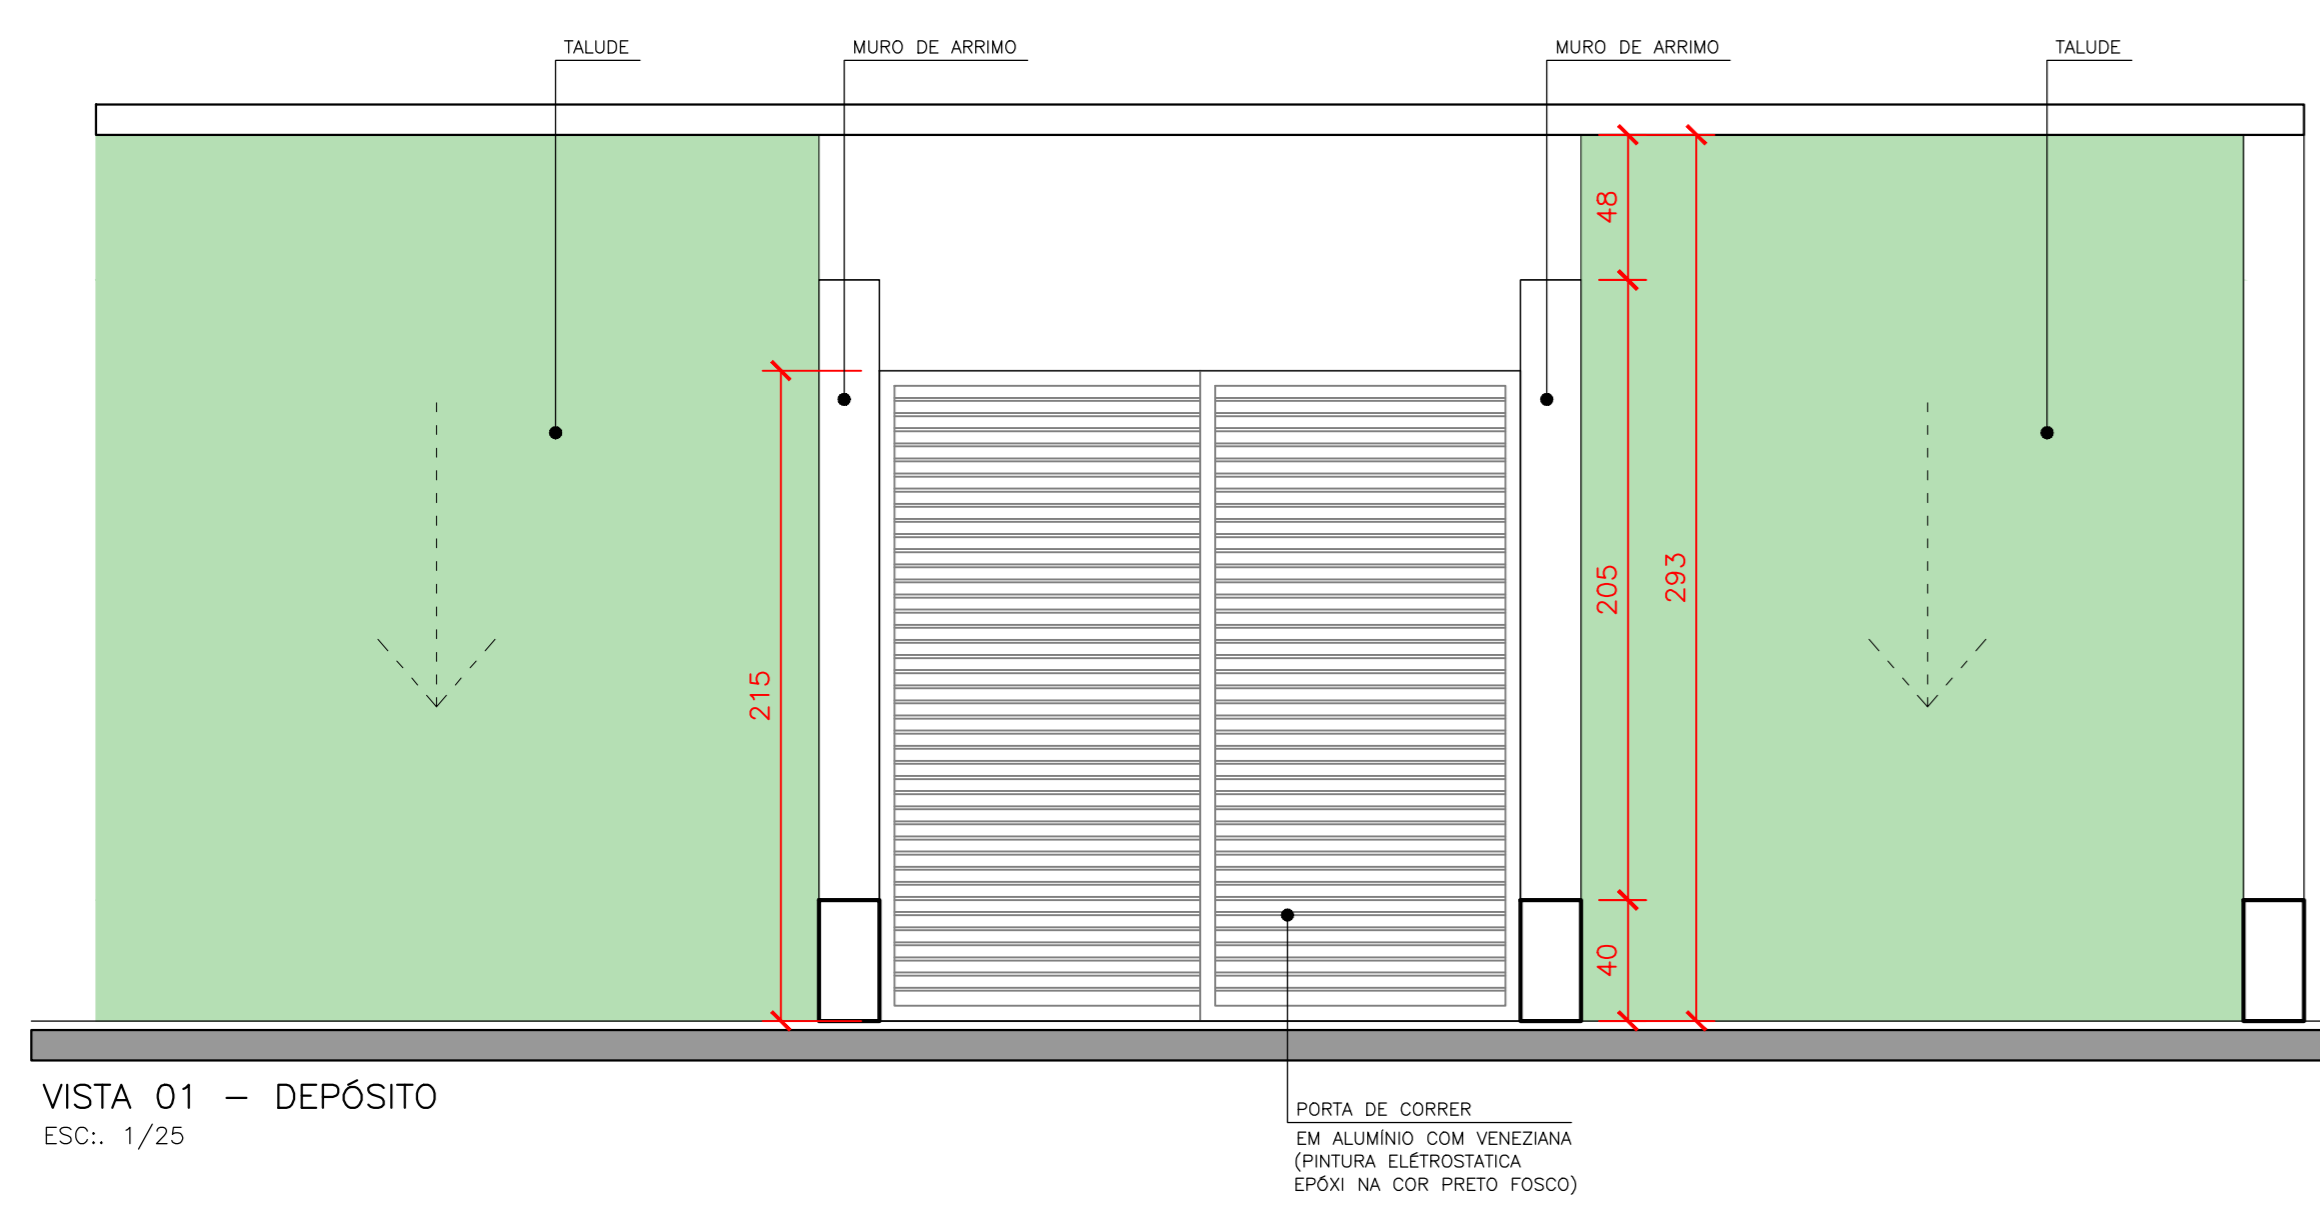 TALUDE
MURO DE ARRIMO
MURO DE ARRIMO
TALUDE
48
205
293
215
40
VISTA 01 – DEPÓSITO
ESC:. 1/25
PORTA DE CORRER
EM ALUMÍNIO COM VENEZIANA
(PINTURA ELÉTROSTATICA
EPÓXI NA COR PRETO FOSCO)